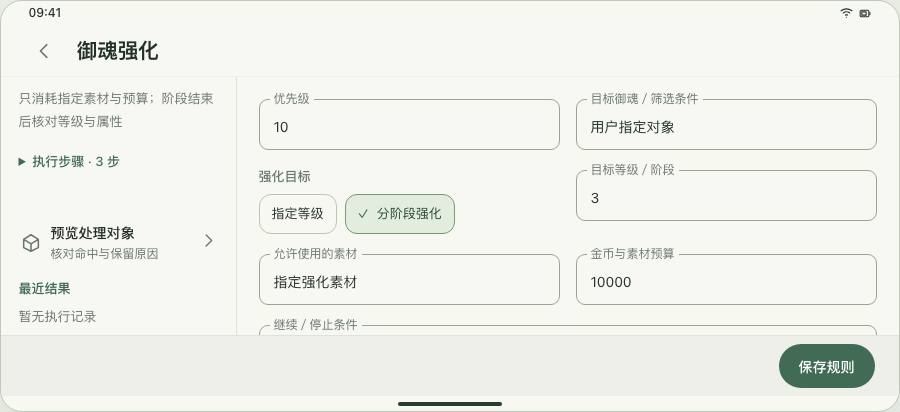 09:41
御魂强化
只消耗指定素材与预算；阶段结束
后核对等级与属性
执行步骤 · 3 步
预览处理对象
核对命中与保留原因
最近结果
暂无执行记录
优先级
10
目标御魂 / 筛选条件
用户指定对象
强化目标
指定等级
✓ 分阶段强化
目标等级 / 阶段
3
允许使用的素材
指定强化素材
金币与素材预算
10000
继续 / 停止条件
保存规则